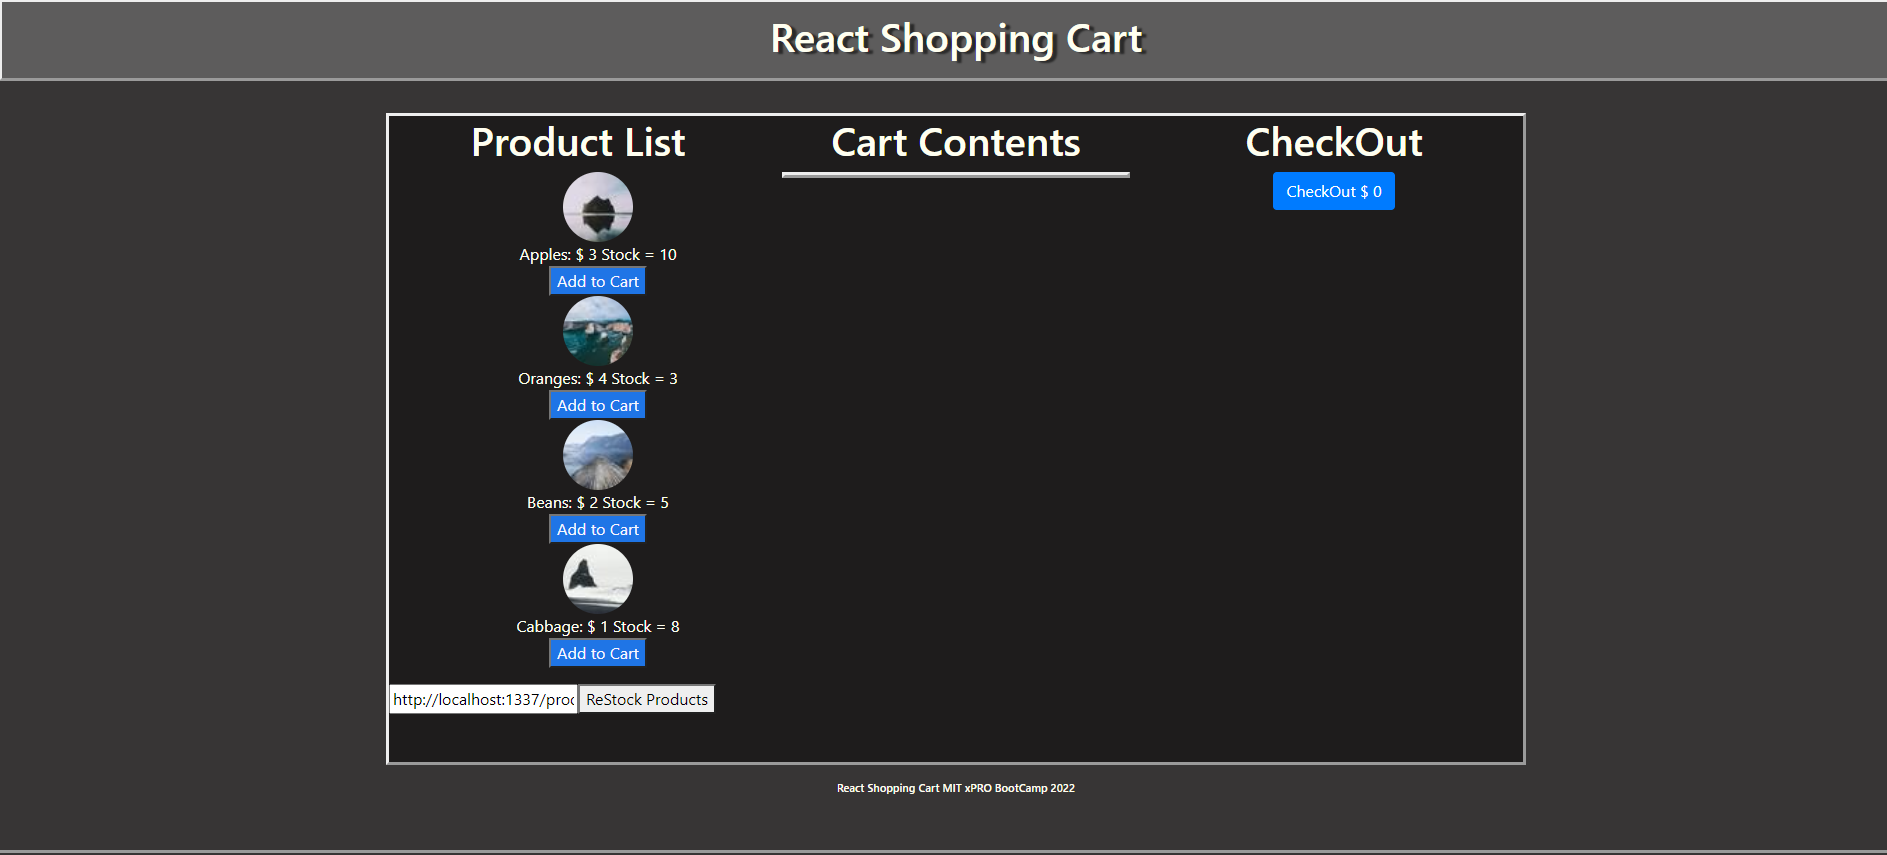 React Shopping Cart
Product List
Apples: $ 3 Stock = 10
Add to Cart
Oranges: $ 4 Stock = 3
Add to Cart
Beans: $ 2 Stock = 5
Add to Cart
Cabbage: $ 1 Stock = 8
Add to Cart
http://localhost:1337/proc ReStock Products
Cart Contents
CheckOut
CheckOut $ 0
React Shopping Cart MIT xPRO BootCamp 2022